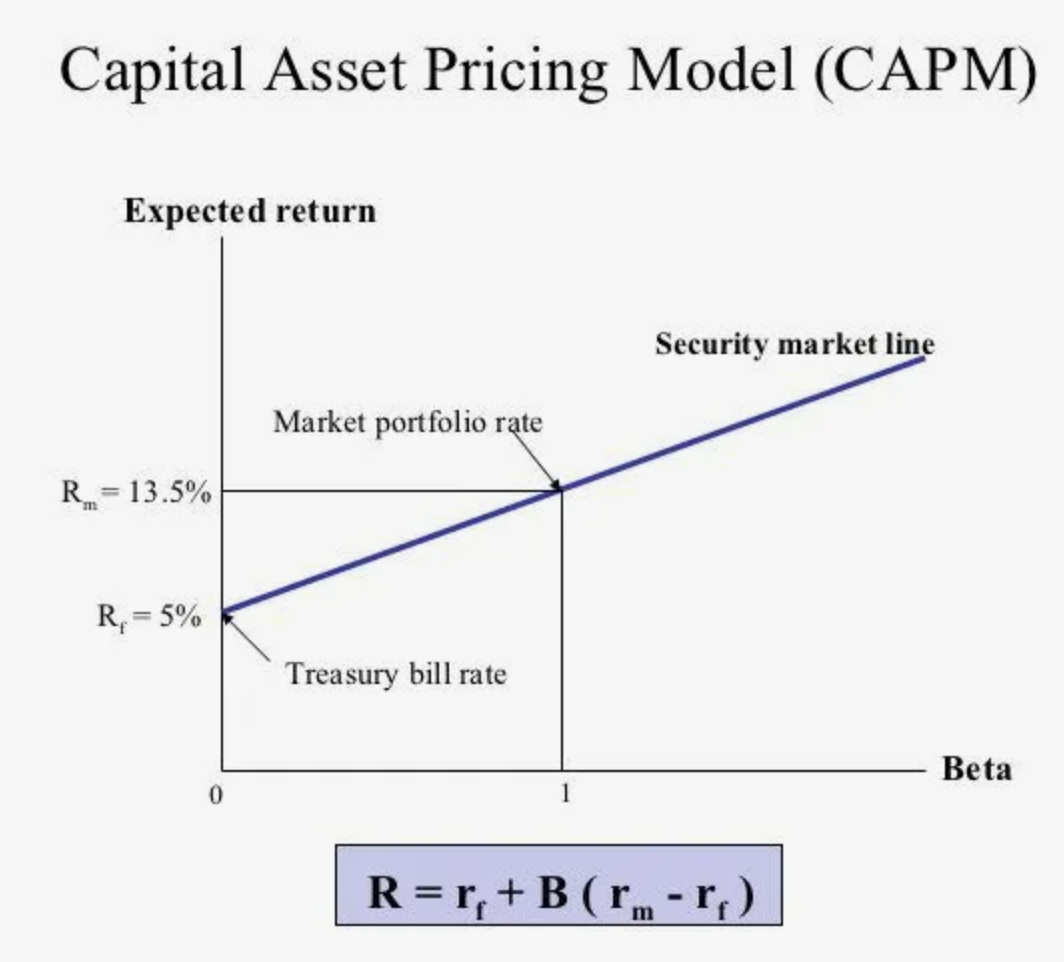 Capital Asset Pricing Model (CAPM)
Expected return
Security market line
Market portfolio rate
Rm = 13.5%
Rf = 5%
Treasury bill rate
Beta
0
1
R = rf + B ( rm - rf )